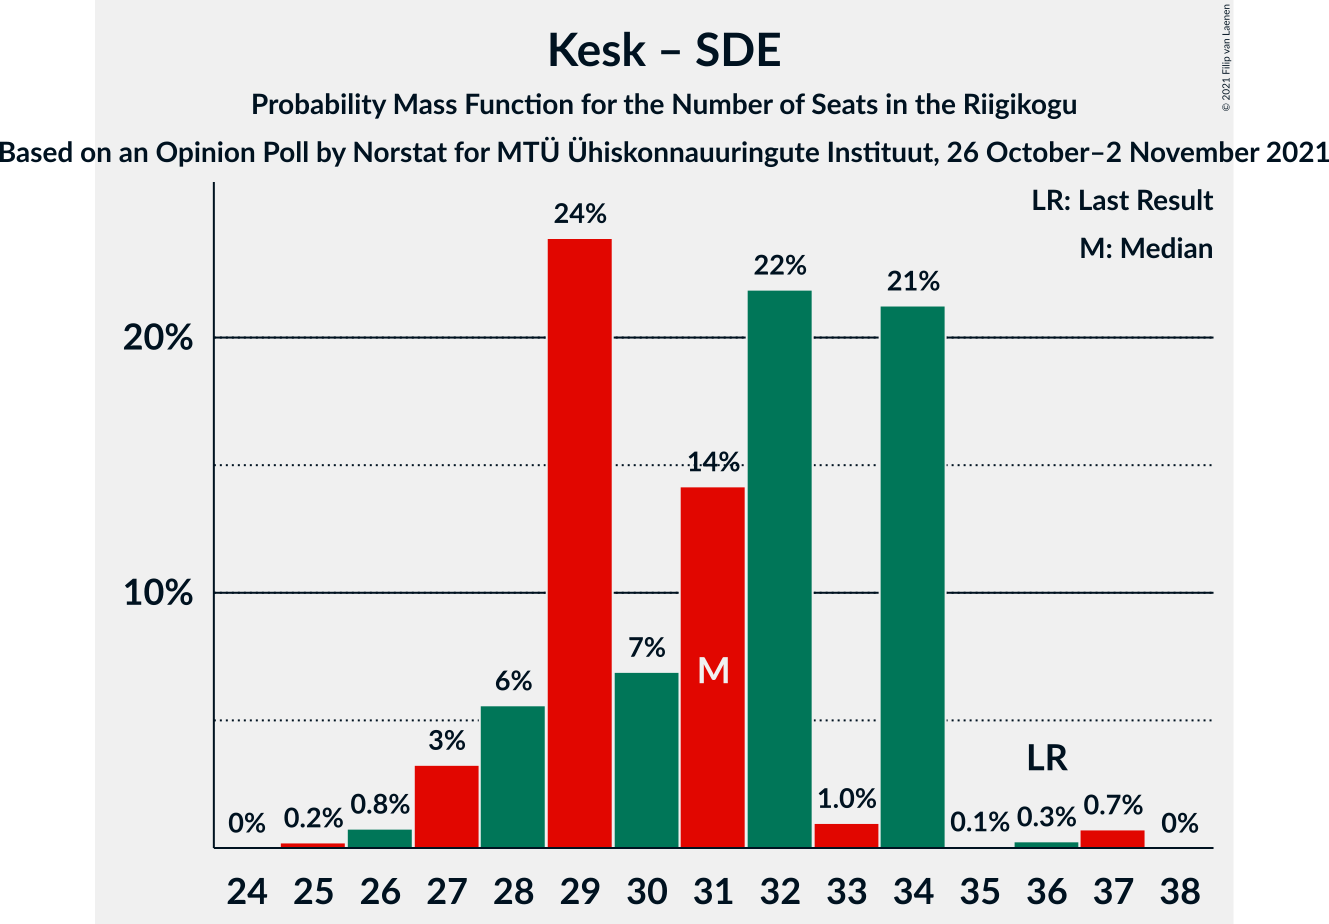 Kesk – SDE
Probability Mass Function for the Number of Seats in the Riigikogu
Based on an Opinion Poll by Norstat for MTÜ Ühiskonnauuringute Instituut, 26 October–2 November 2021
© 2021 Filip van Laenen
LR: Last Result
M: Median
24%
22%
21%
20%
14%
10%
7%
M
6%
3%
LR
0%
0.2%
0.8%
1.0%
0.1%
0.3%
0.7%
0%
24 25 26 27 28 29 30 31 32 33 34 35 36 37 38